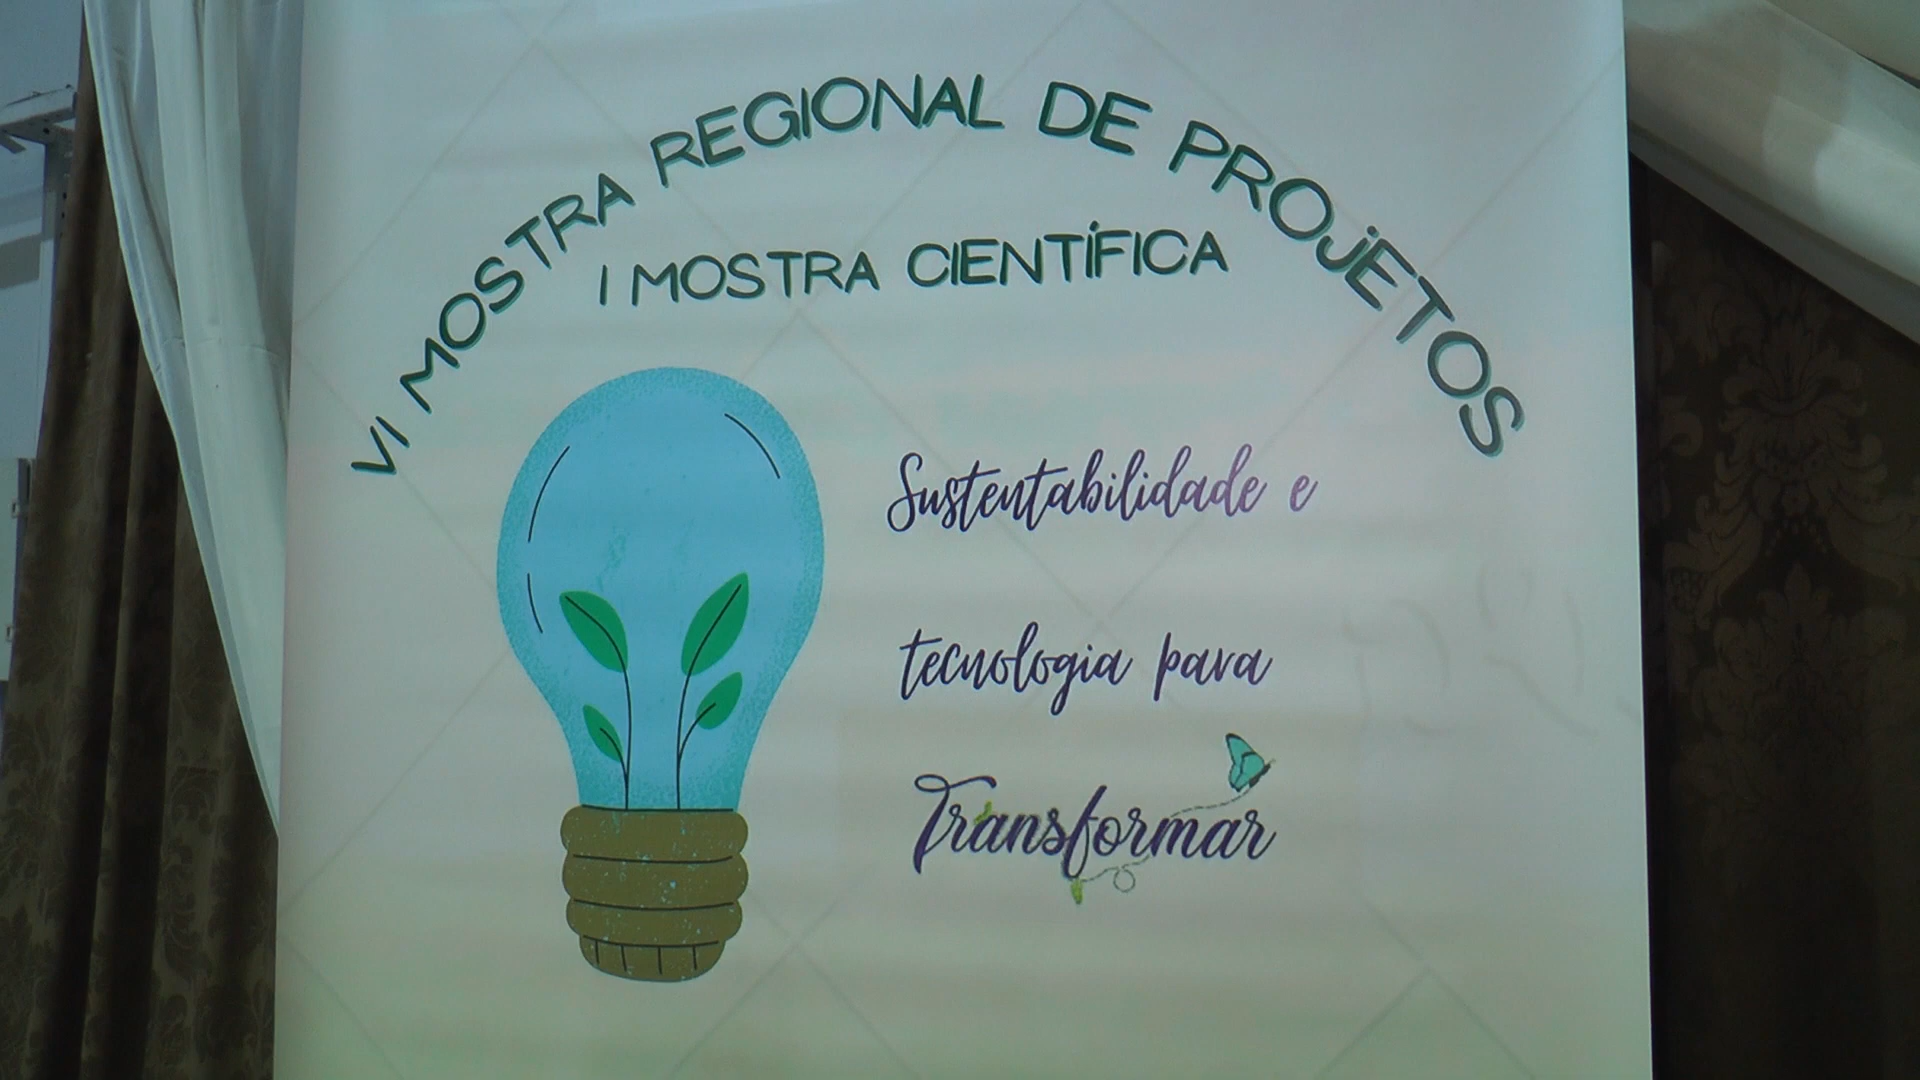 VI MOSTRA REGIONAL DE PROJETOS
I MOSTRA CIENTÍFICA
Sustentabilidade e
tecnologia para
Transformar